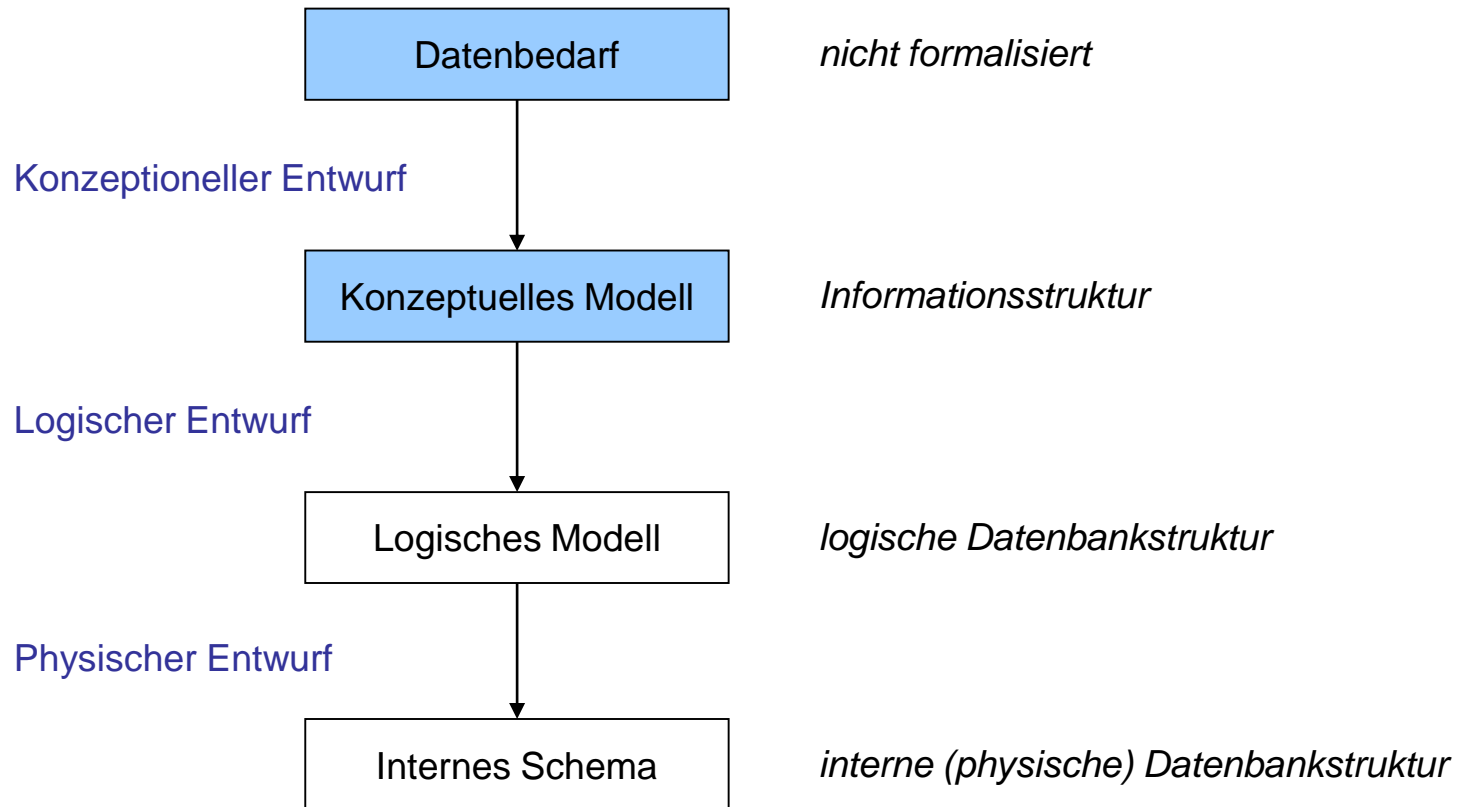 Datenbedarf
nicht formalisiert
Konzeptioneller Entwurf
Konzeptuelles Modell
Informationsstruktur
Logischer Entwurf
Logisches Modell
logische Datenbankstruktur
Physischer Entwurf
Internes Schema
interne (physische) Datenbankstruktur